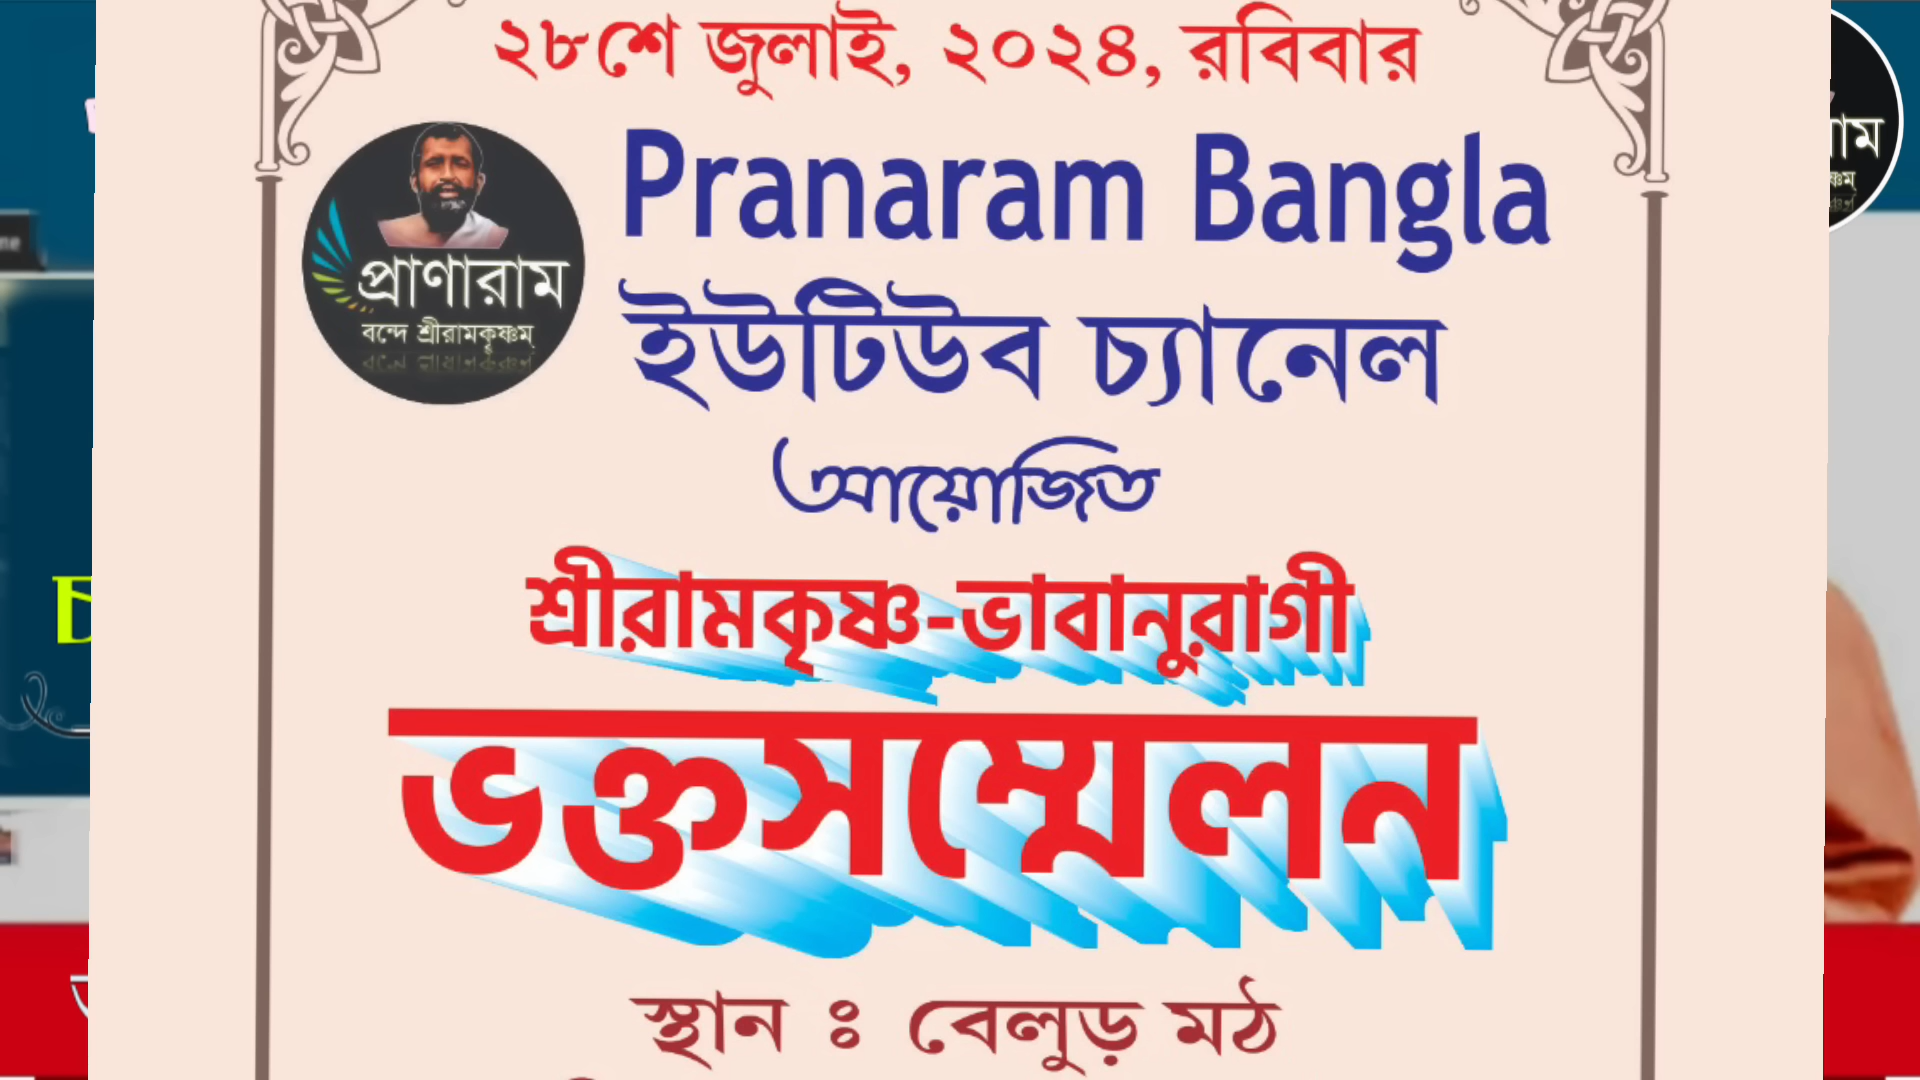 ২৮শে জুলাই, ২০২৪, রবিবার
Pranaram Bangla
প্রাণারাম
বন্দে শ্রীরামকৃষ্ণম্
ইউটিউব চ্যানেল
আয়োজিত
শ্রীরামকৃষ্ণ-ভাবানুরাগী
ভক্তসম্মেলন
স্থান ঃ বেলুড় মঠ